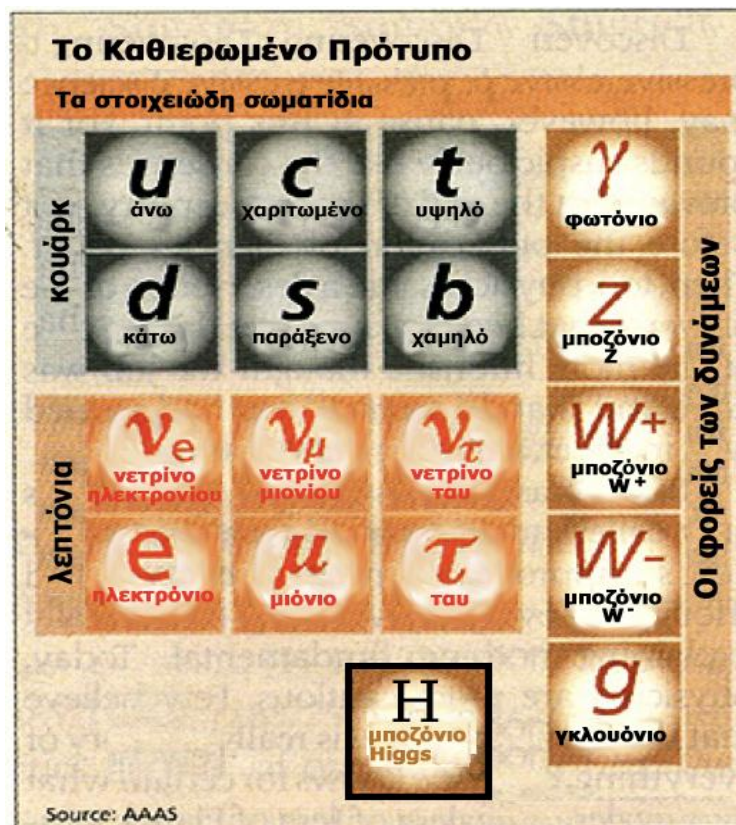 Το Καθιερωμένο Πρότυπο
Τα στοιχειώδη σωματίδια
κουάρκ
u
άνω
c
χαριτωμένο
t
υψηλό
d
κάτω
s
παράξενο
b
χαμηλό
λεπτόνια
νe
νετρίνο
ηλεκτρονίου
νμ
νετρίνο
μιονίου
ντ
νετρίνο
ταυ
e
ηλεκτρόνιο
μ
μιόνιο
τ
ταυ
Οι φορείς των δυνάμεων
γ
φωτόνιο
Z
μποζόνιο
Z
W+
μποζόνιο
W+
W-
μποζόνιο
W-
g
γκλουόνιο
H
μποζόνιο
Higgs
Source: AAAS